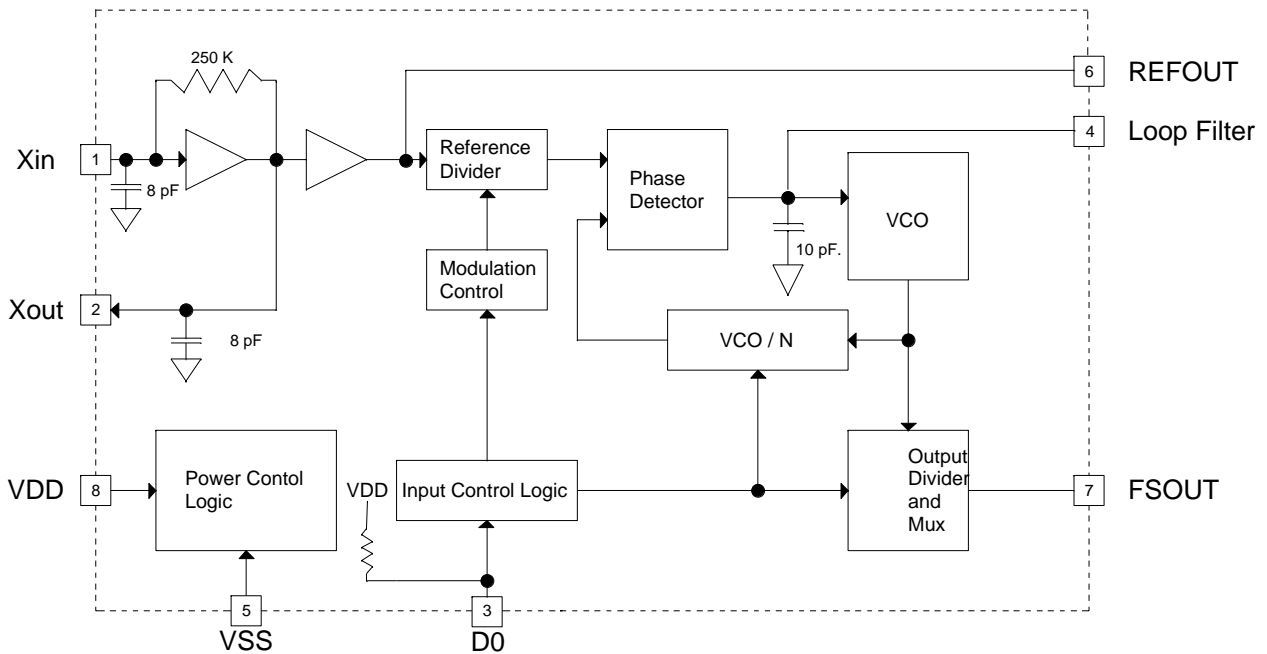 250 K
6
REFOUT
4
Loop Filter
Xin
1
8 pF
Reference
Divider
Phase
Detector
VCO
10 pF.
Modulation
Control
Xout
2
8 pF
VCO / N
VDD
8
Power Contol
Logic
VDD
Input Control Logic
Output
Divider
and
Mux
7
FSOUT
5
VSS
3
D0